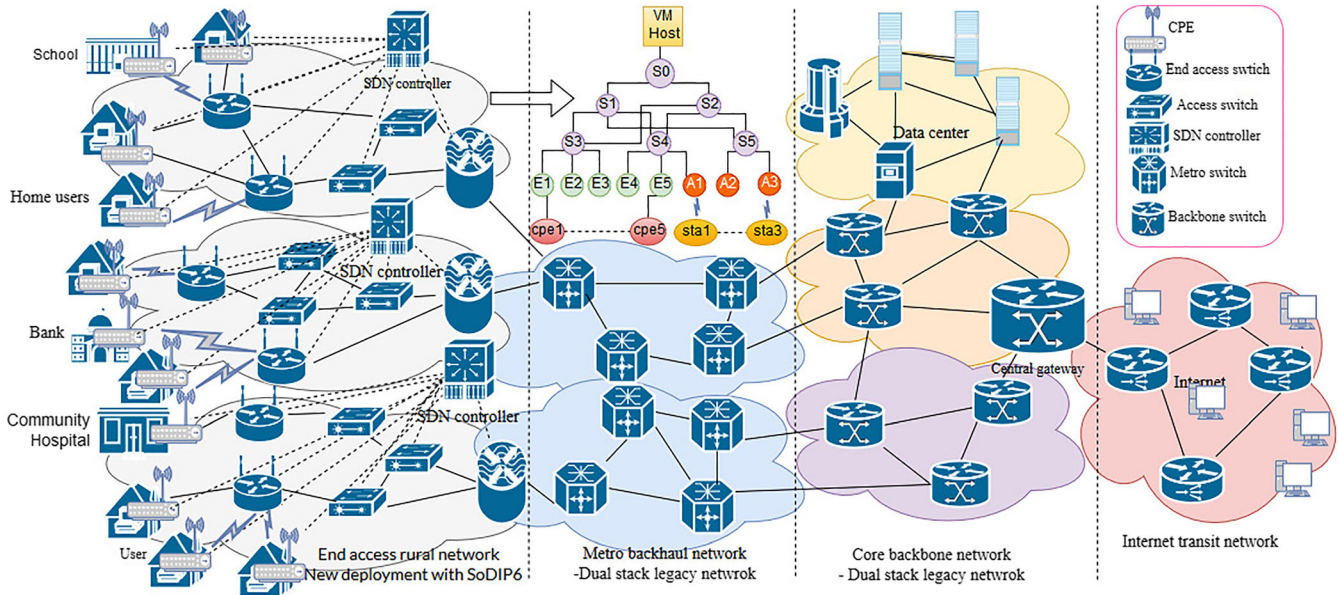 School
Home users
Bank
Community
Hospital
User
SDN controller
SDN controller
SDN controller
End access rural network
New deployment with SoDIP6
VM
Host
S0
S1
S2
S3
S4
S5
E1
E2
E3
E4
E5
A1
A2
A3
cpe1
cpe5
sta1
sta3
Metro backhaul network
-Dual stack legacy netwrok
Data center
Central gateway
Core backbone network
- Dual stack legacy netwrok
Internet
Internet transit network
CPE
End access swtich
Access switch
SDN controller
Metro switch
Backbone switch